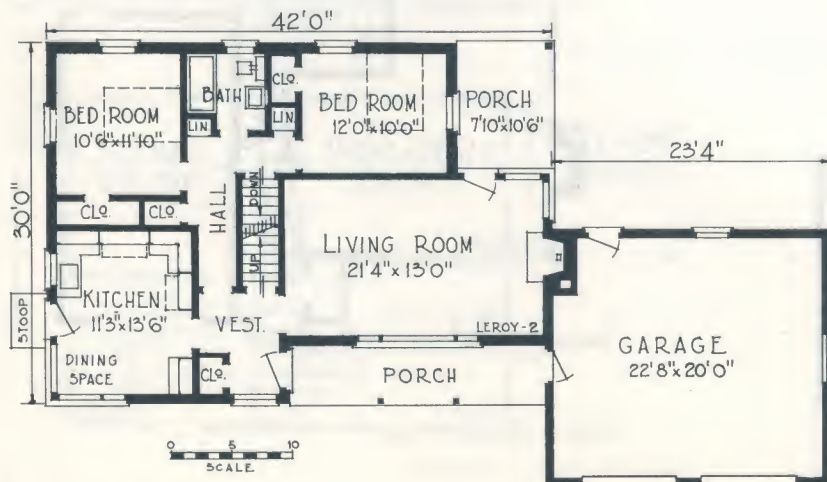 42'0"
BED ROOM
10'6"x11'10"
BATH
CLO.
LIN
LIN
BED ROOM
12'0"x10'0"
PORCH
7'10"x10'6"
23'4"
30'0"
CLO.
CLO.
HALL
DOWN
UP
LIVING ROOM
21'4"x13'0"
LEROY-2
KITCHEN
11'3"x13'6"
STOOP
DINING
SPACE
VEST.
CLO.
PORCH
GARAGE
22'8"x20'0"
0 5 10
SCALE